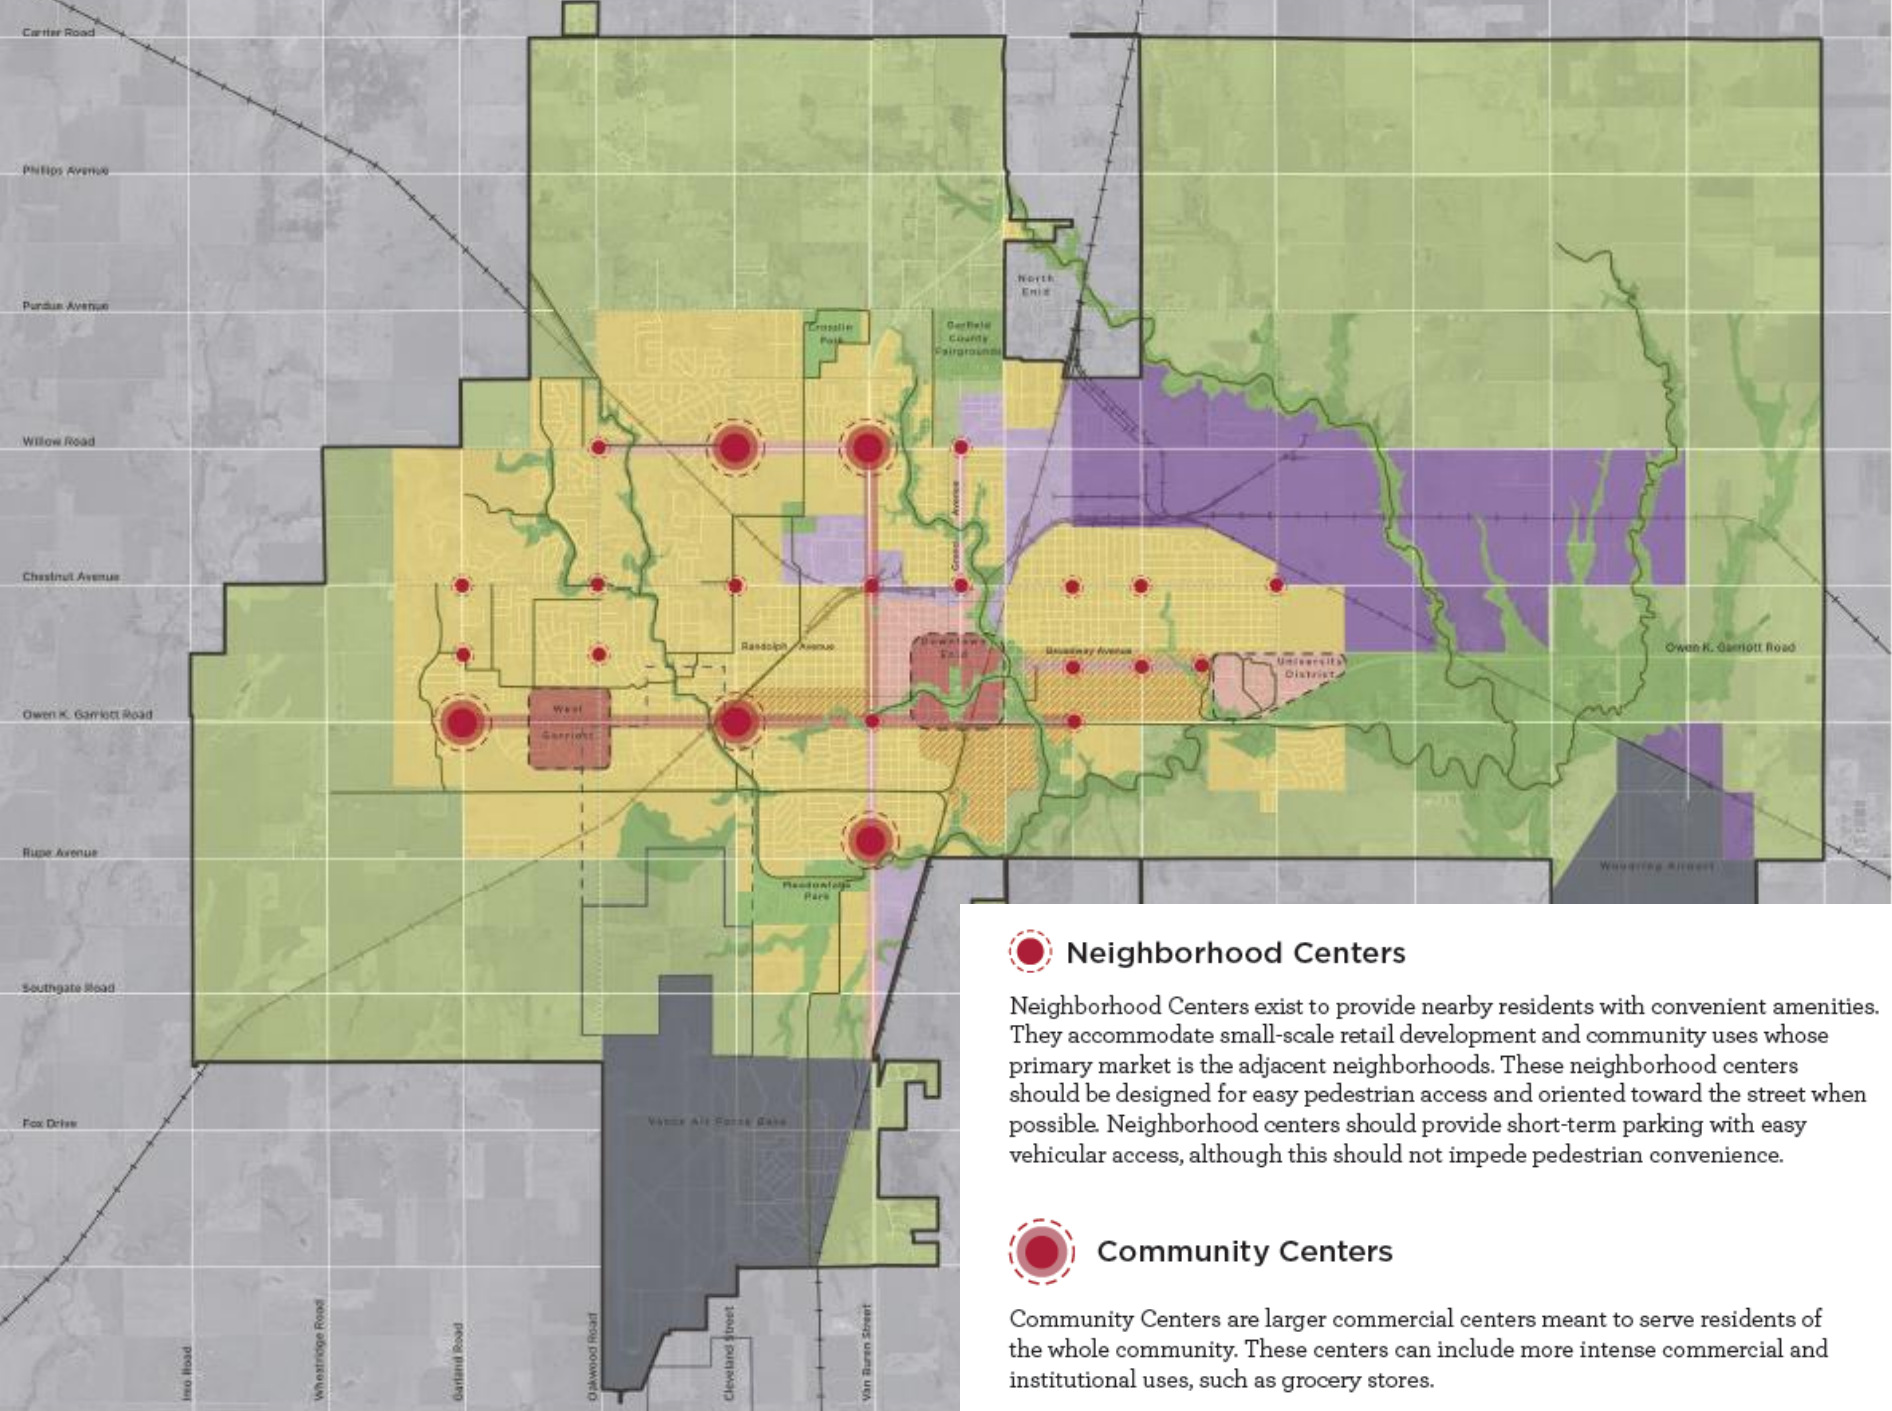 Carrier Road
Phillips Avenue
North
Enid
Purdue Avenue
Crosslin
Park
Garfield
County
Fairgrounds
Willow Road
Avenue
Chestnut Avenue
Randolph Avenue
Downtown
Enid
Broadway Avenue
University
District
Owen K. Garriott Road
West
Garriott
Owen K. Garriott Road
Rupe Avenue
Woodring Airport
Meadowlake
Park
Southgate Road
Fox Drive
Vance Air Force Base
Imo Road
Wheatridge Road
Garland Road
Oakwood Road
Cleveland Street
Van Buren Street
Neighborhood Centers
Neighborhood Centers exist to provide nearby residents with convenient amenities.
They accommodate small-scale retail development and community uses whose
primary market is the adjacent neighborhoods. These neighborhood centers
should be designed for easy pedestrian access and oriented toward the street when
possible. Neighborhood centers should provide short-term parking with easy
vehicular access, although this should not impede pedestrian convenience.
Community Centers
Community Centers are larger commercial centers meant to serve residents of
the whole community. These centers can include more intense commercial and
institutional uses, such as grocery stores.